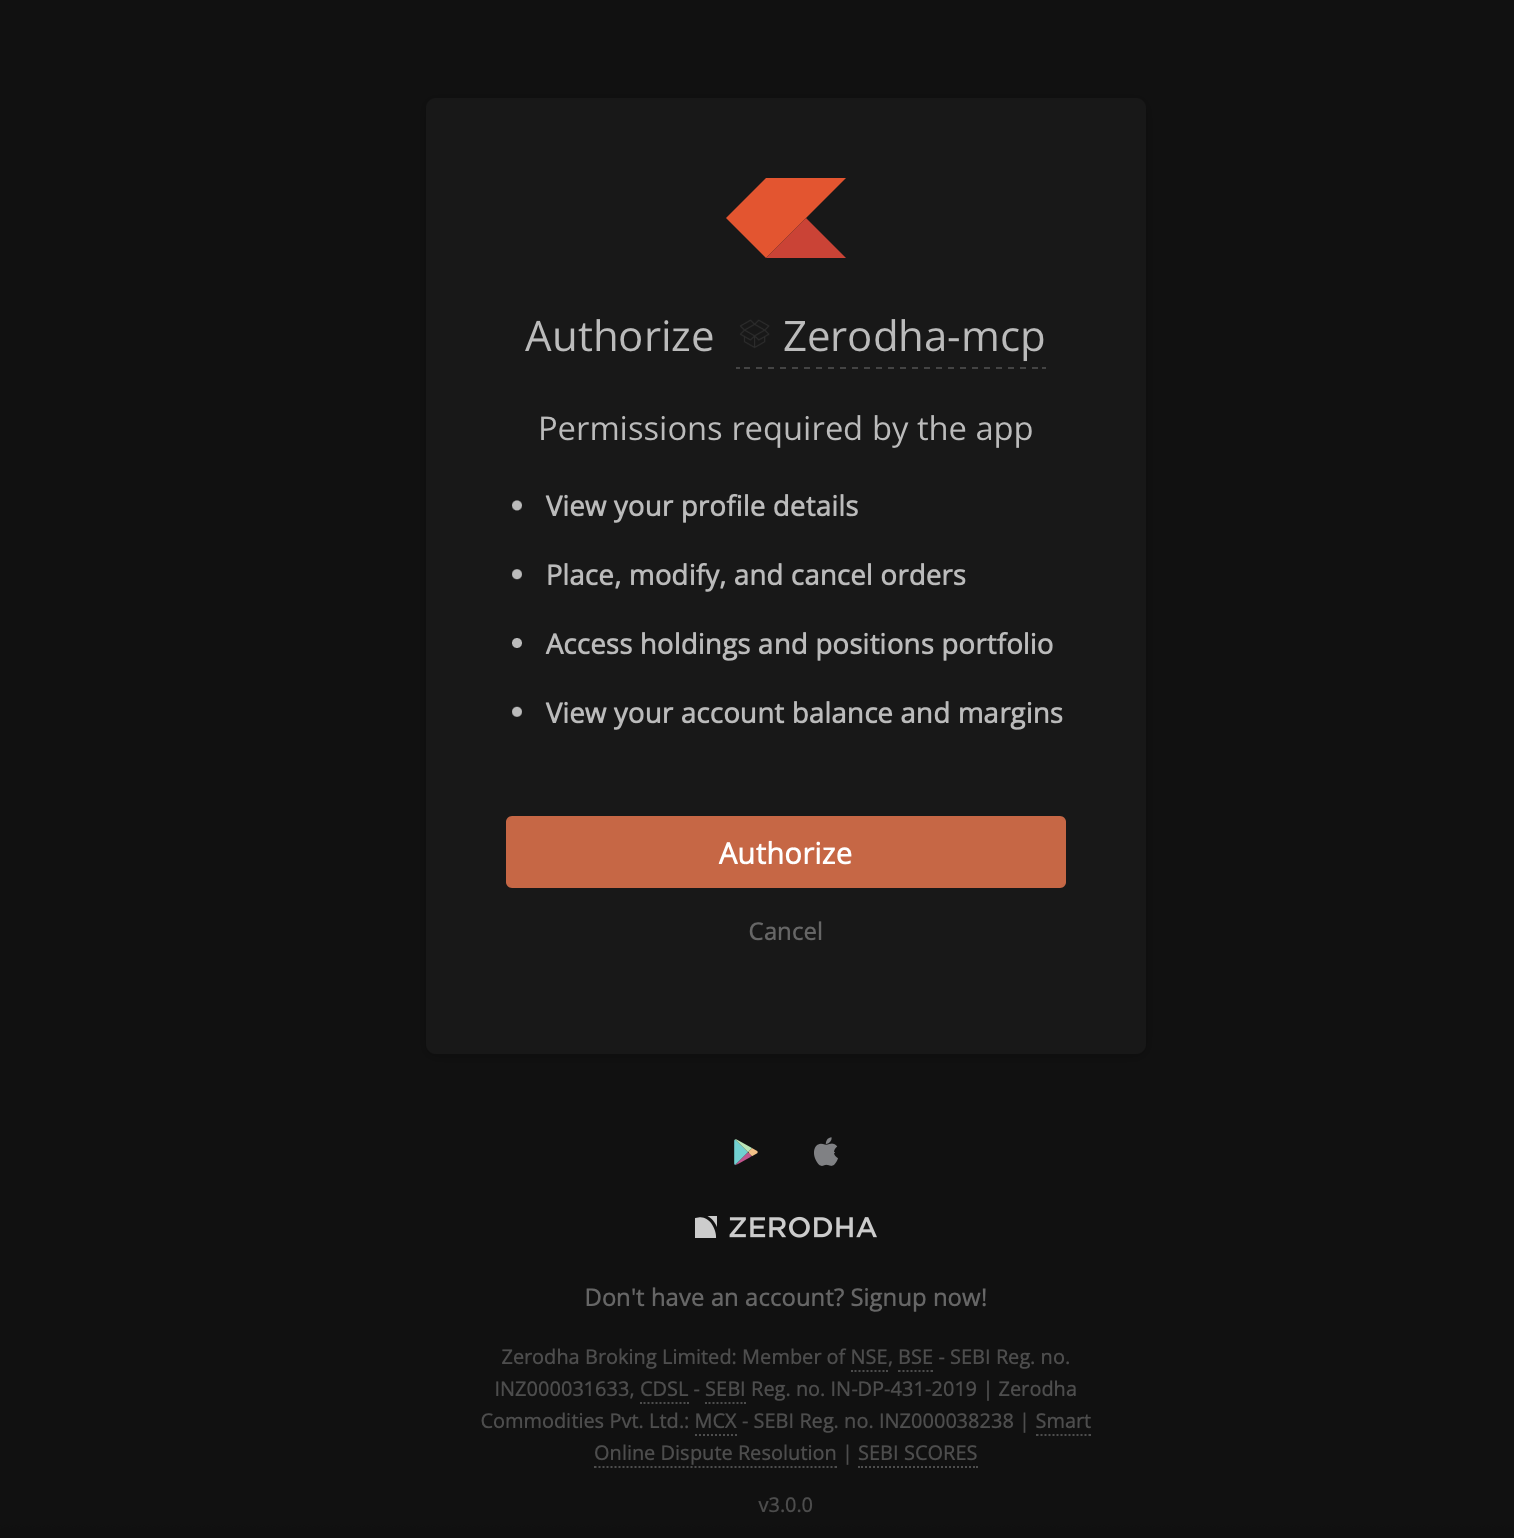 Authorize Zerodha-mcp
Permissions required by the app
• View your profile details
• Place, modify, and cancel orders
• Access holdings and positions portfolio
• View your account balance and margins
Authorize
Cancel
ZERODHA
Don't have an account? Signup now!
Zerodha Broking Limited: Member of NSE, BSE - SEBI Reg. no.
INZ000031633, CDSL - SEBI Reg. no. IN-DP-431-2019 | Zerodha
Commodities Pvt. Ltd.: MCX - SEBI Reg. no. INZ000038238 | Smart
Online Dispute Resolution | SEBI SCORES
v3.0.0